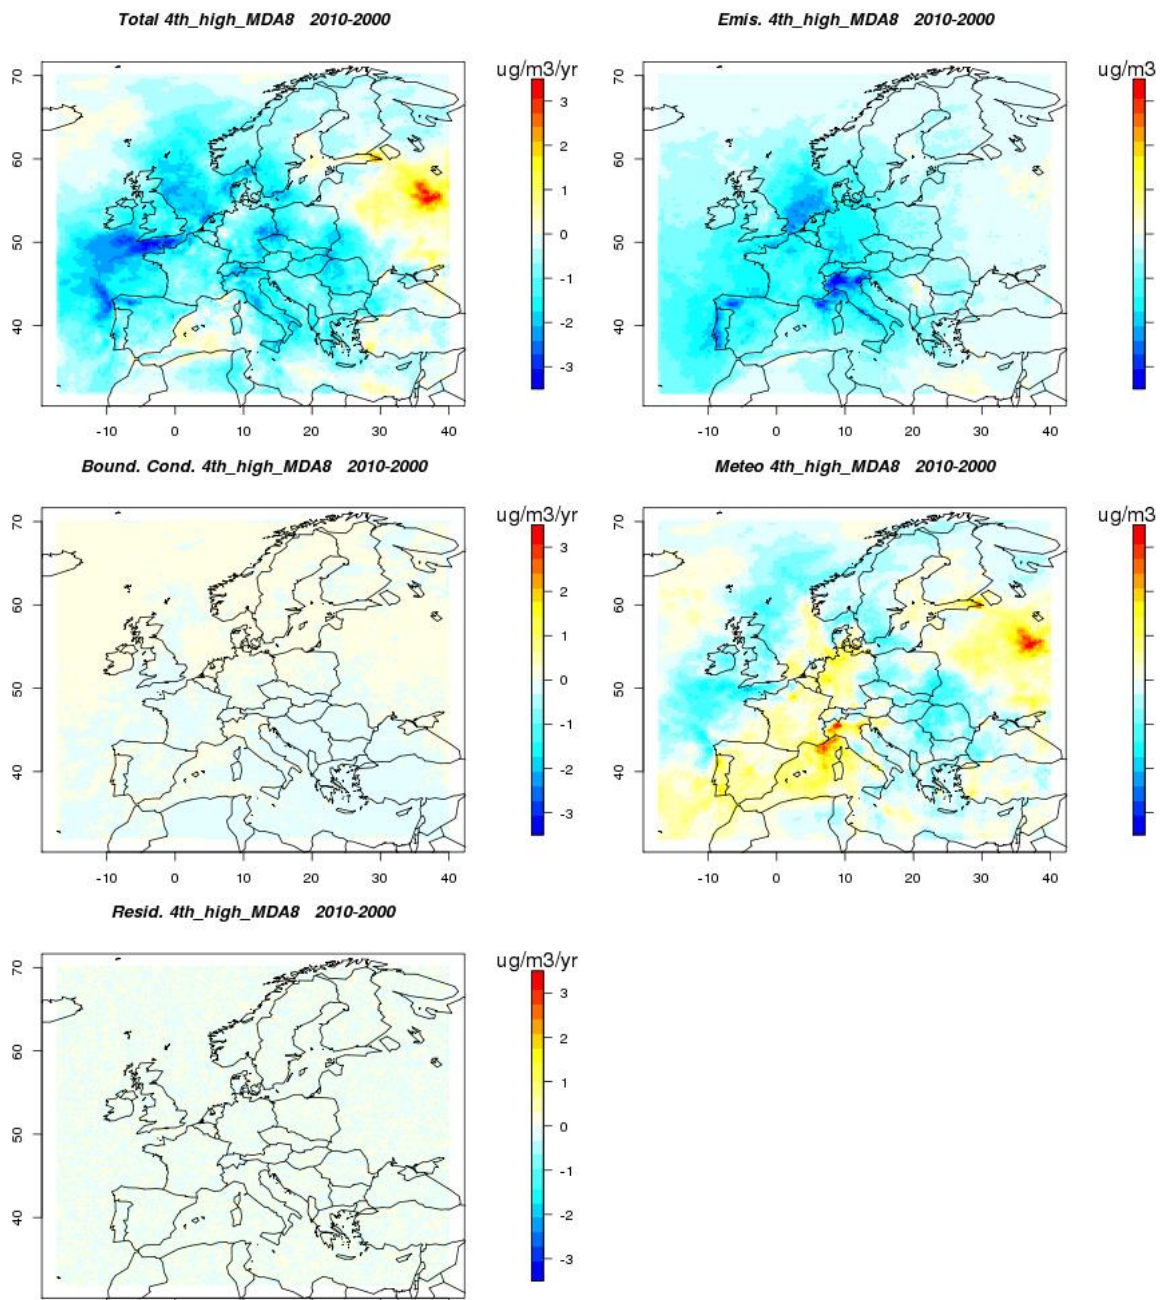 Total 4th_high_MDA8 2010-2000
Emis. 4th_high_MDA8 2010-2000
ug/m3/yr
ug/m3
70
60
50
40
3
2
1
0
-1
-2
-3
-10 0 10 20 30 40
70
60
50
40
-10 0 10 20 30 40
Bound. Cond. 4th_high_MDA8 2010-2000
Meteo 4th_high_MDA8 2010-2000
ug/m3/yr
ug/m3
70
60
50
40
3
2
1
0
-1
-2
-3
-10 0 10 20 30 40
70
60
50
40
-10 0 10 20 30 40
Resid. 4th_high_MDA8 2010-2000
ug/m3/yr
70
60
50
40
3
2
1
0
-1
-2
-3